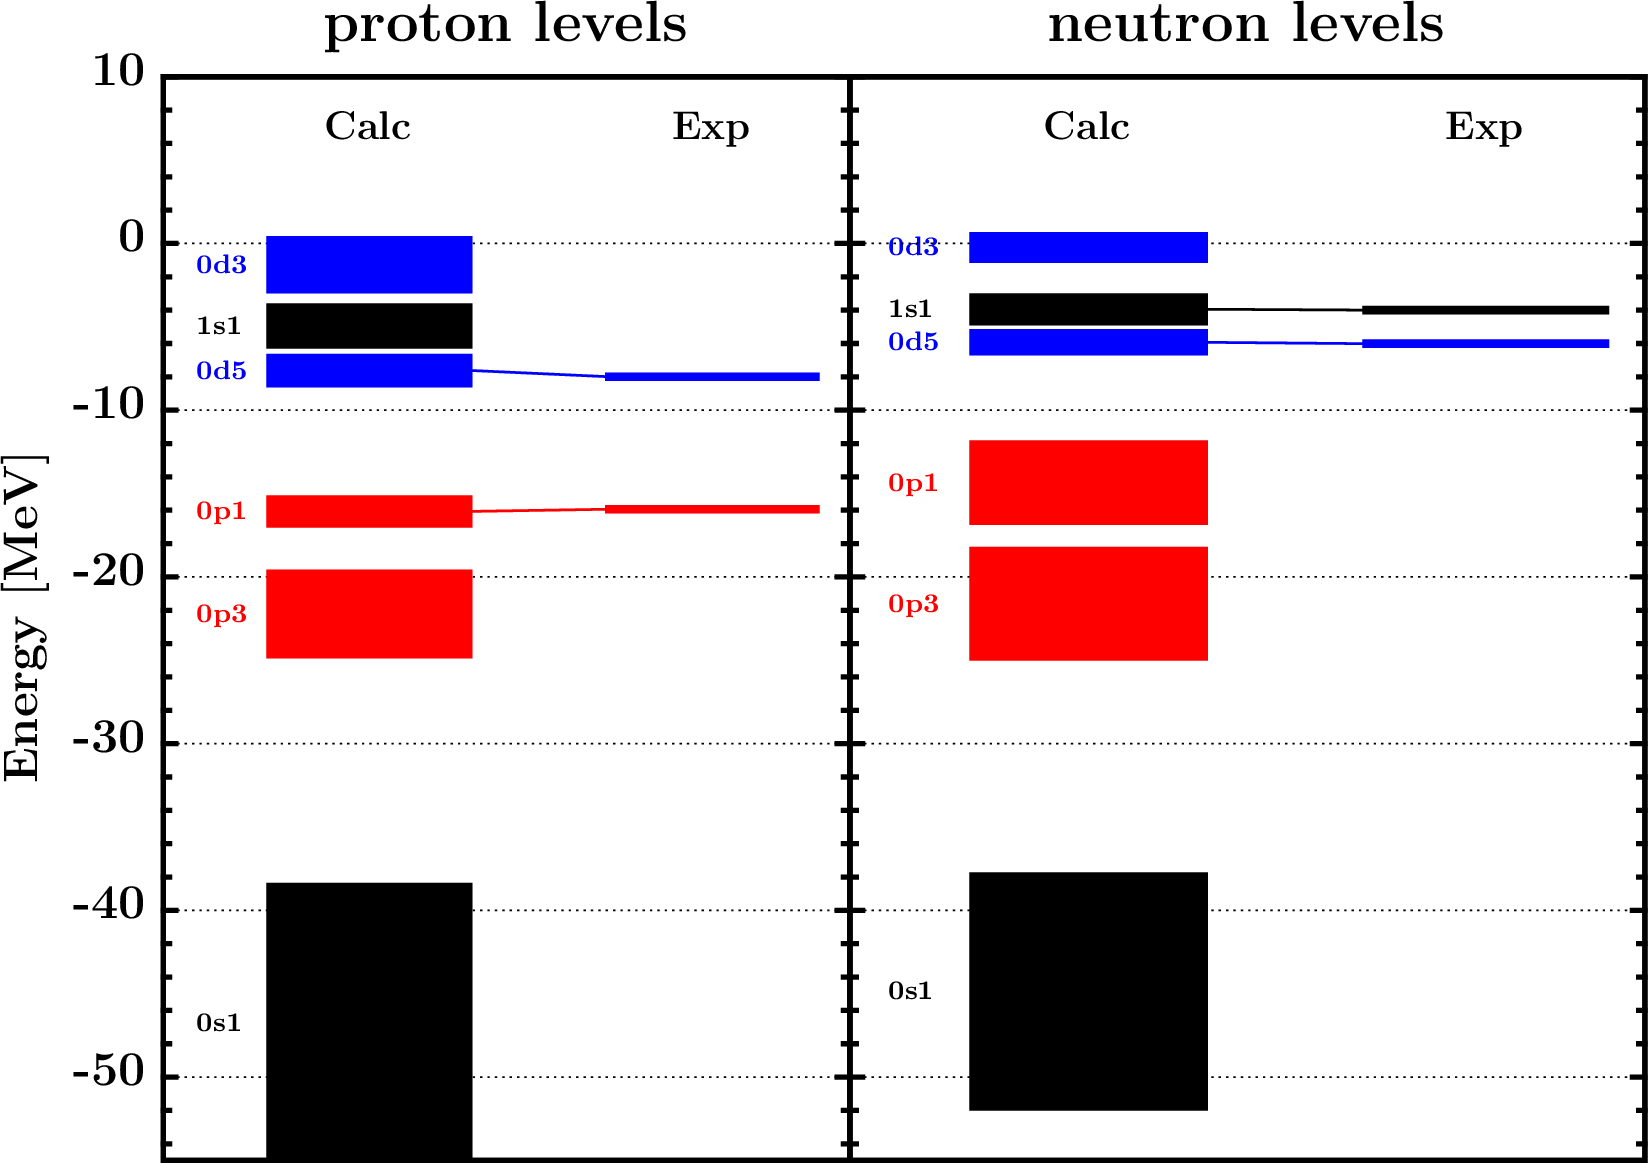 proton levels neutron levels
10
Calc Exp Calc Exp
0
0d3 0d3
1s1 1s1
0d5 0d5
-10
0p1 0p1
-20
0p3 0p3
Energy [MeV]
-30
-40
0s1 0s1
-50